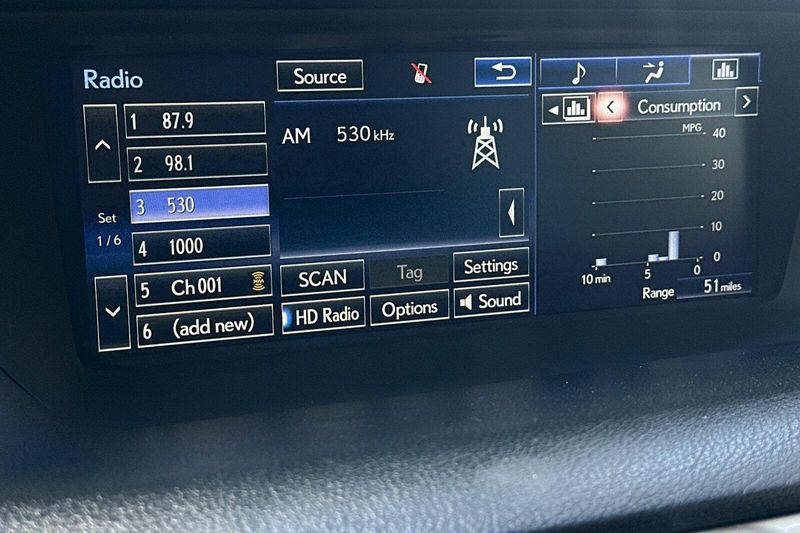 Radio
Source
1 87.9
2 98.1
3 530
4 1000
5 Ch 001
6 (add new)
Set
1/6
AM 530 kHz
SCAN
Tag
Settings
HD Radio
Options
Sound
Consumption
MPG
40
30
20
10
0
10 min 5 0
Range 51 miles